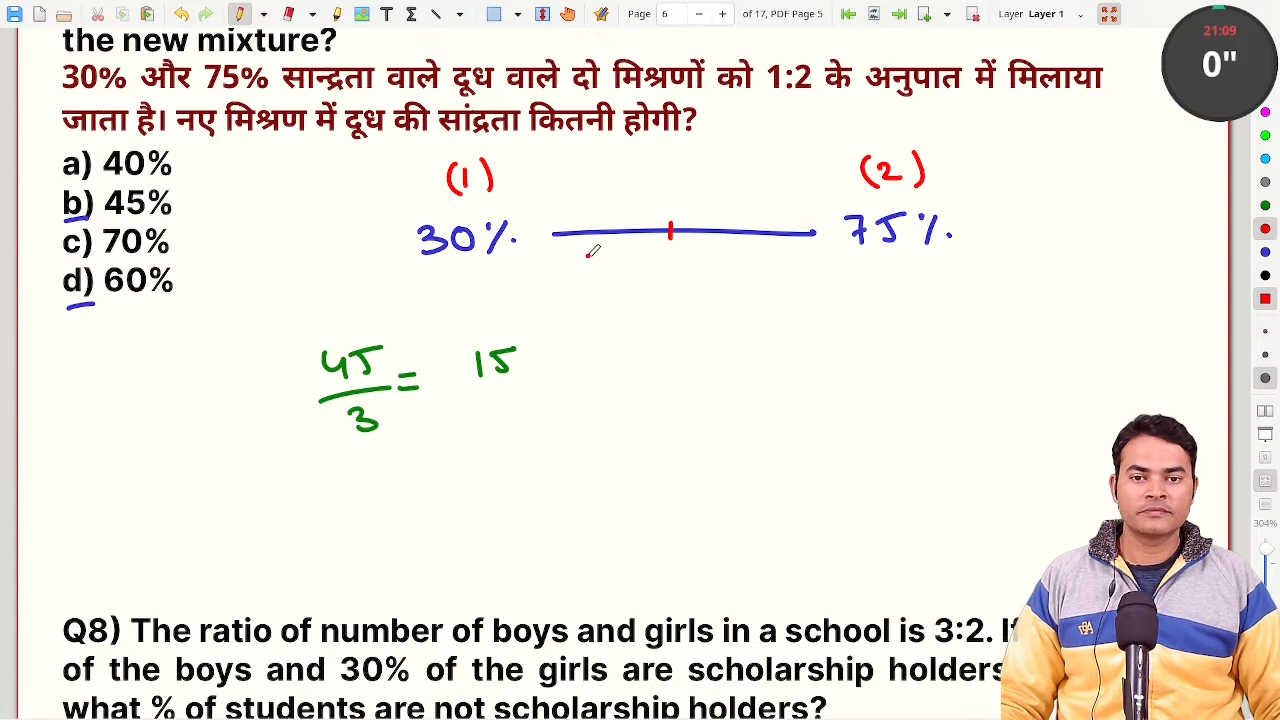 Page 6 of 17, PDF Page 5 Layer Layer 1
21:09
0"
the new mixture?
30% और 75% सान्द्रता वाले दूध वाले दो मिश्रणों को 1:2 के अनुपात में मिलाया
जाता है। नए मिश्रण में दूध की सांद्रता कितनी होगी?
a) 40%
b) 45%
c) 70%
d) 60%
(1) (2)
30% 75%
45/3 = 15
304%
Q8) The ratio of number of boys and girls in a school is 3:2. If
of the boys and 30% of the girls are scholarship holders
what % of students are not scholarship holders?